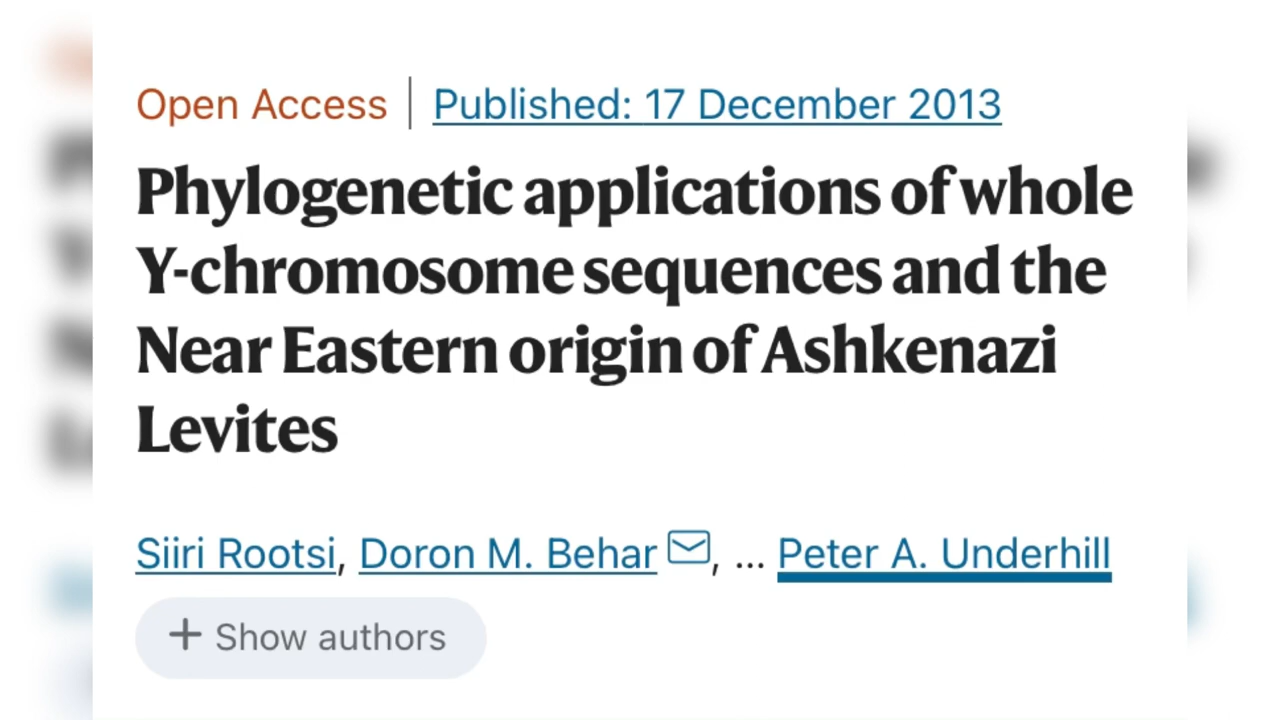 Open Access | Published: 17 December 2013
Phylogenetic applications of whole
Y-chromosome sequences and the
Near Eastern origin of Ashkenazi
Levites
Siiri Rootsi, Doron M. Behar, ... Peter A. Underhill
+ Show authors